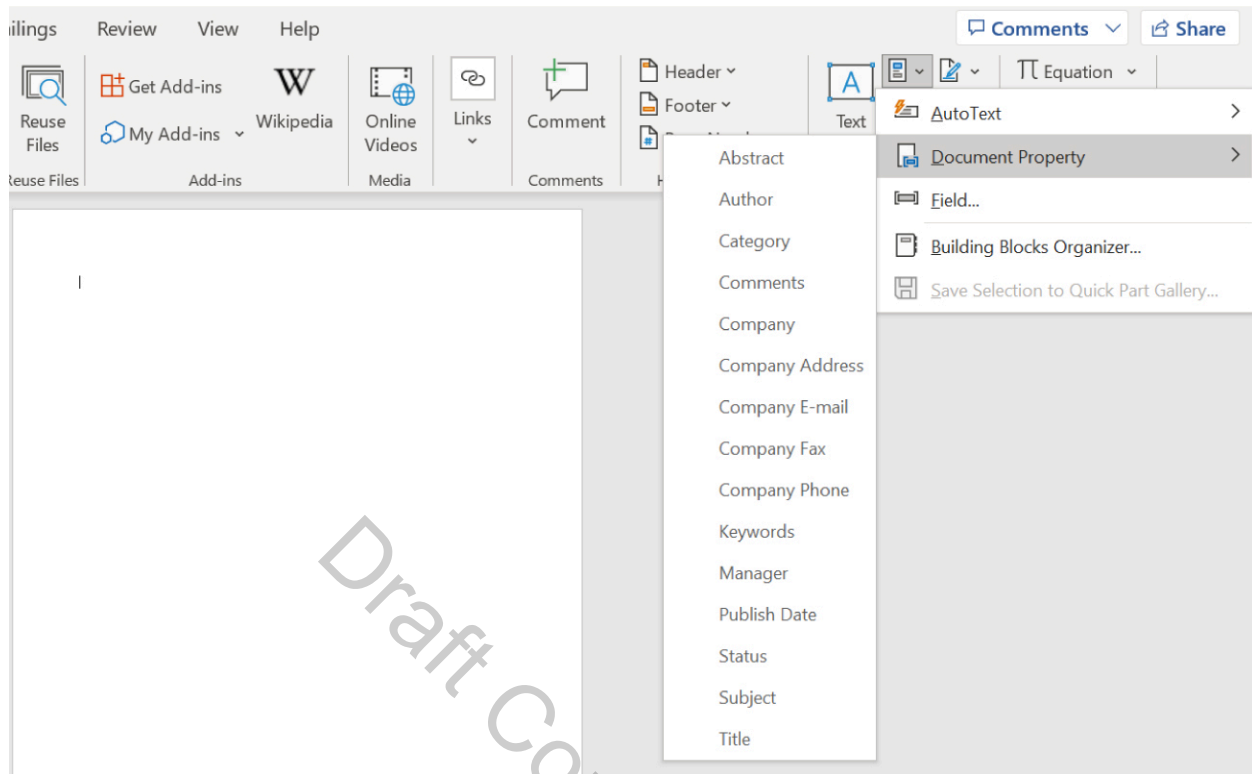 ilings Review View Help Comments Share
Reuse Files
Get Add-ins
My Add-ins
Wikipedia
Online Videos
Links
Comment
Header
Footer
Text
Equation
Reuse Files Add-ins Media Comments
AutoText
Document Property
Field...
Building Blocks Organizer...
Save Selection to Quick Part Gallery...
Abstract
Author
Category
Comments
Company
Company Address
Company E-mail
Company Fax
Company Phone
Keywords
Manager
Publish Date
Status
Subject
Title
Draft Co